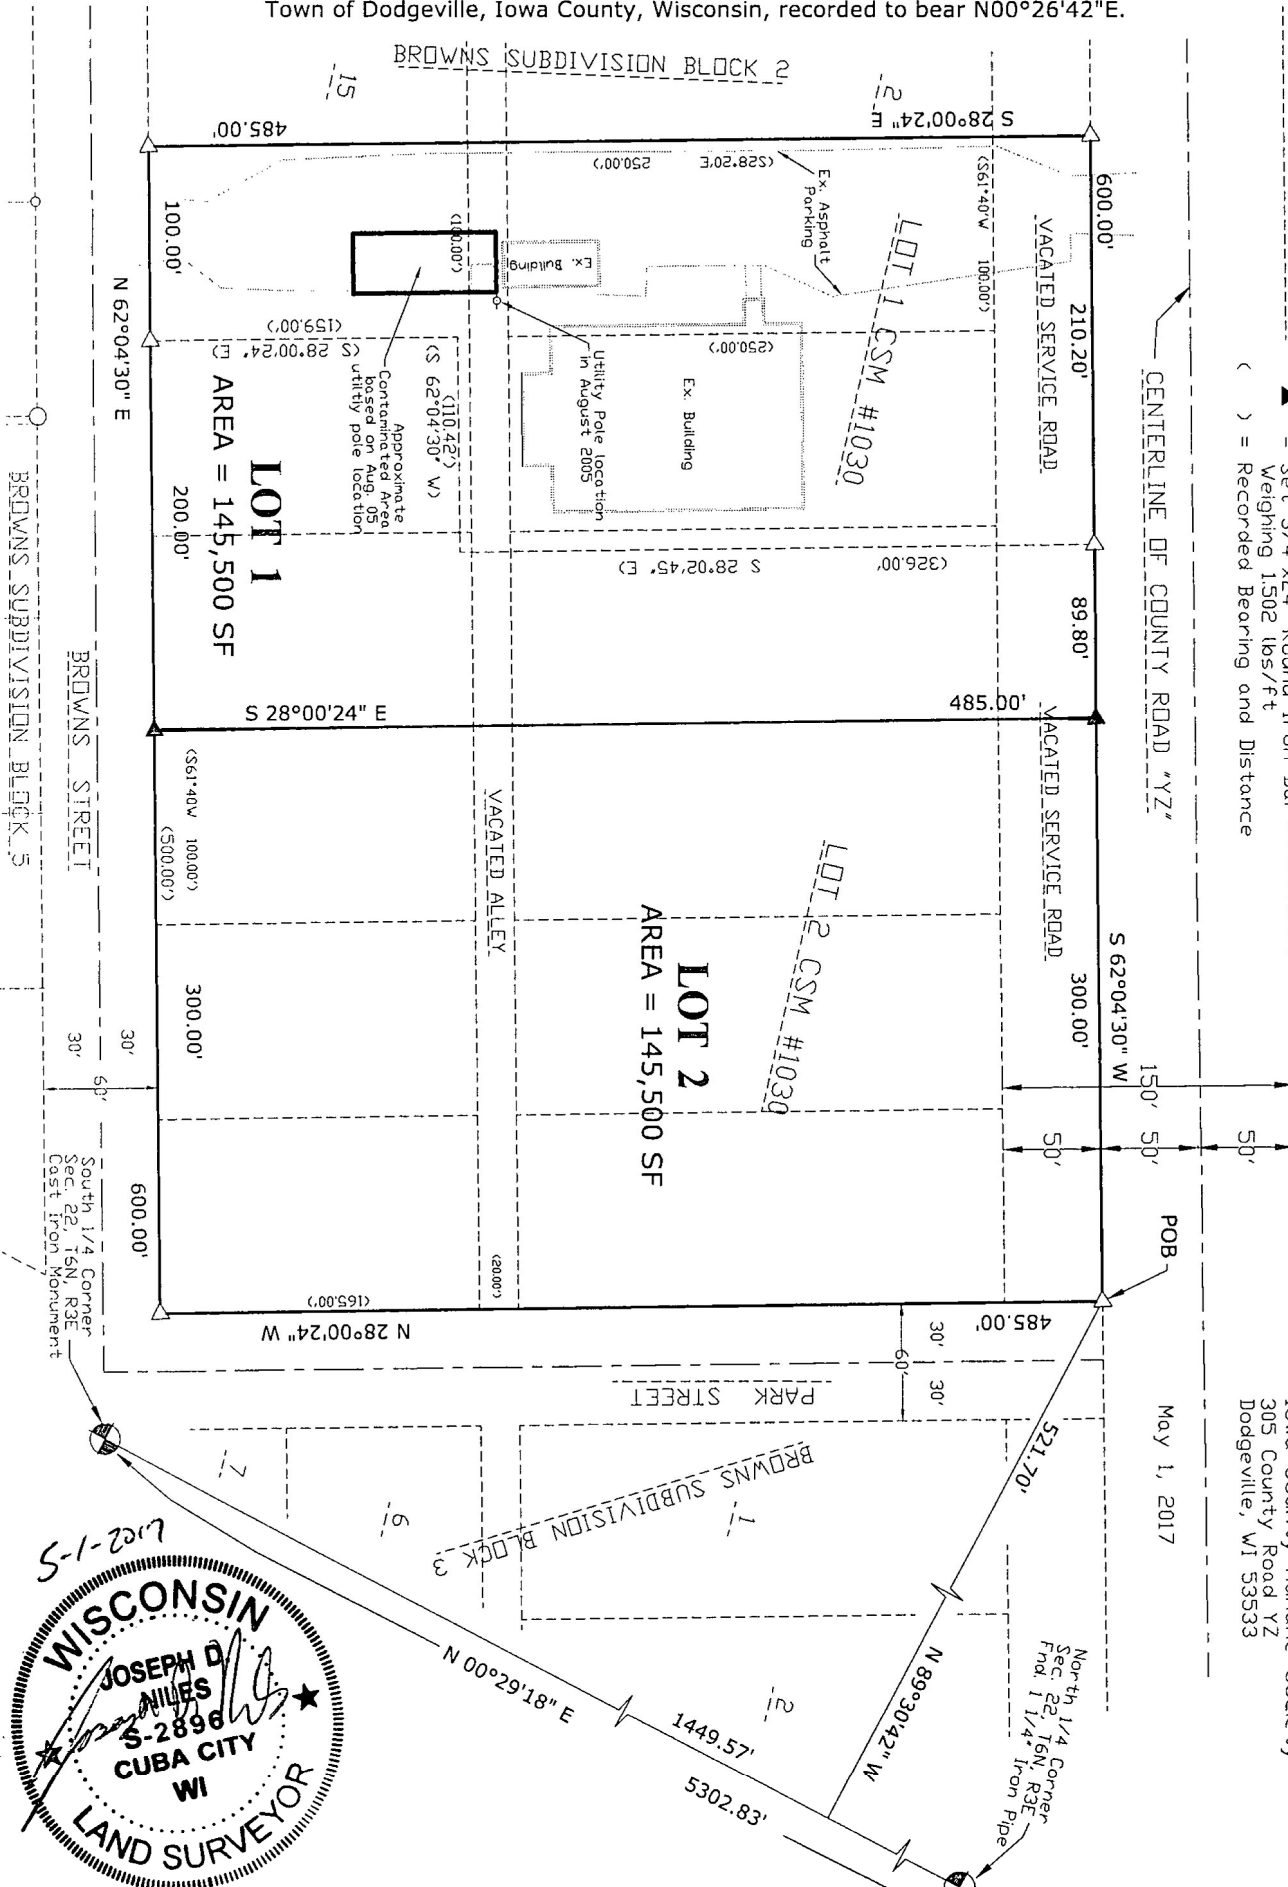 Town of Dodgeville, Iowa County, Wisconsin, recorded to bear N00°26'42"E.
Weighing 1.502 lbs/ft
( ) = Recorded Bearing and Distance
305 County Road YZ
Dodgeville, WI 53533
May 1, 2017
CENTERLINE OF COUNTY ROAD "YZ"
50'
150'
50'
50'
POB
S 62°04'30" W
600.00'
210.20'
89.80'
300.00'
VACATED SERVICE ROAD
VACATED SERVICE ROAD
BROWNS SUBDIVISION BLOCK 2
15
2
S 28°00'24" E
485.00'
(S61°40'W 100.00')
(S28°20'E 250.00')
Ex. Asphalt
Parking
LOT 1 CSM #1030
Ex. Building
Ex. Building
(250.00')
(100.00')
Utility Pole location
in August 2005
(326.00'
S 28°02'45" E)
(110.42')
(S 62°04'30" W)
Approximate
Contaminated Area
based on Aug. 05
utiltiy pole location
(S 28°00'24" E)
(159.00')
LOT 1
AREA = 145,500 SF
100.00'
200.00'
N 62°04'30" E
S 28°00'24" E
485.00'
LOT 2 CSM #1030
LOT 2
AREA = 145,500 SF
VACATED ALLEY
(20.00')
(S61°40W 100.00')
(500.00')
300.00'
600.00'
(165.00')
N 28°00'24" W
485.00'
30'
60'
30'
PARK STREET
BROWNS STREET
30'
60'
30'
BROWNS SUBDIVISION BLOCK 5
BROWNS SUBDIVISION BLOCK 3
1
2
6
7
South 1/4 Corner
Sec. 22, T6N, R3E
Cast Iron Monument
North 1/4 Corner
Sec. 22, T6N, R3E
Fnd. 1 1/4" Iron Pipe
521.70'
N 89°30'42" W
N 00°29'18" E
1449.57'
5302.83'
5-1-2017
WISCONSIN
JOSEPH D.
NILES
S-2896
CUBA CITY
WI
LAND SURVEYOR